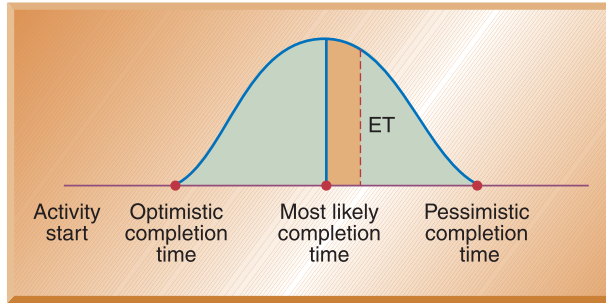 ET
Activity
start
Optimistic
completion
time
Most likely
completion
time
Pessimistic
completion
time